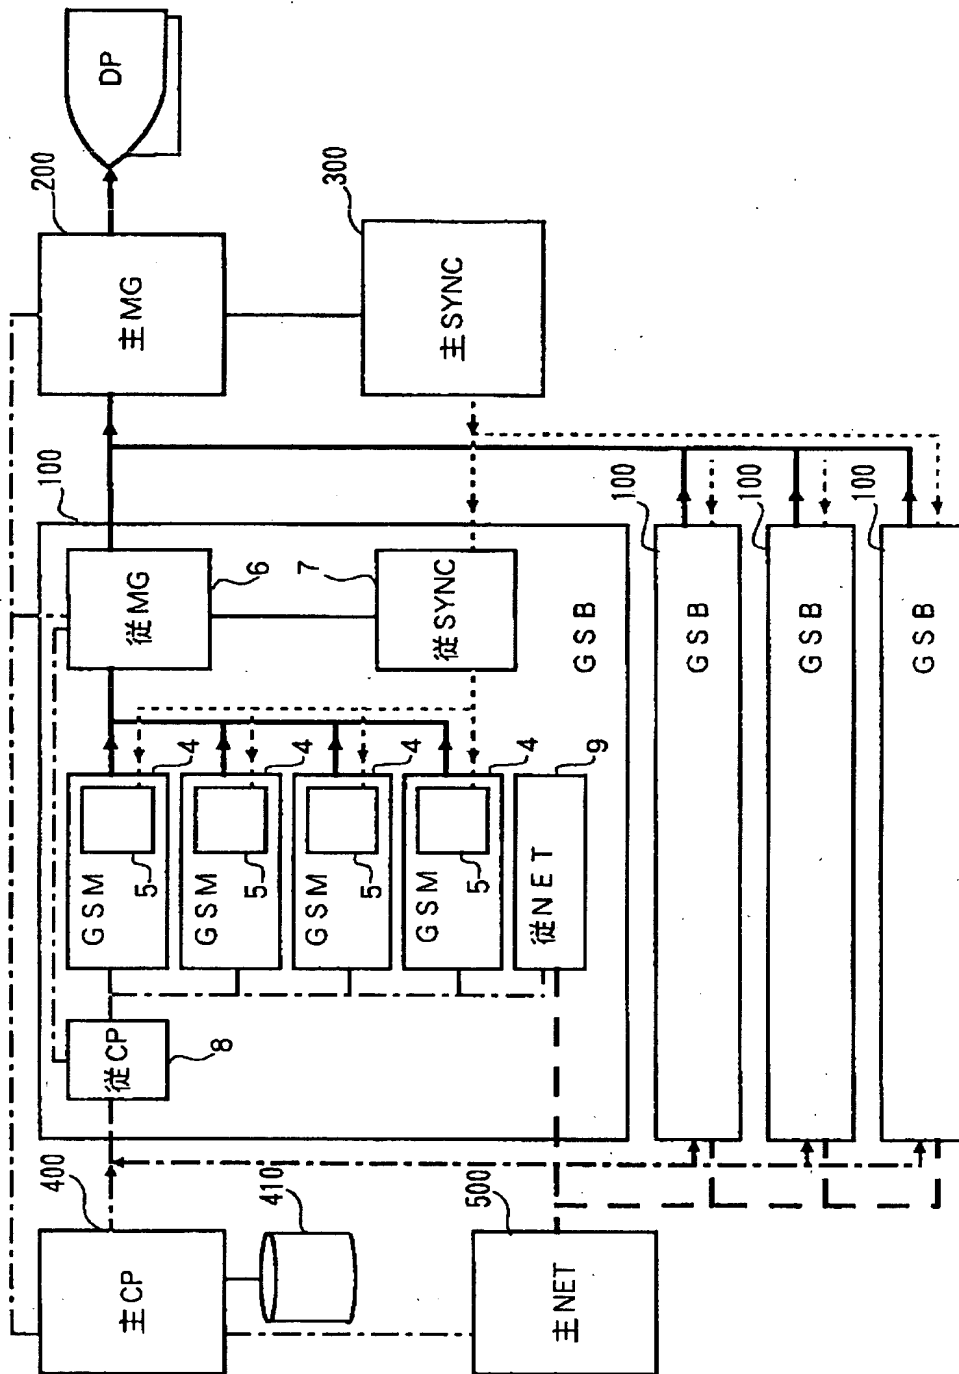 DP
200
主MG
300
主SYNC
100
従MG
6
7
従SYNC
GSB
4
4
4
4
5
5
5
5
GSM
GSM
GSM
GSM
従NET
9
従CP
8
100
GSB
100
GSB
100
GSB
400
主CP
410
500
主NET